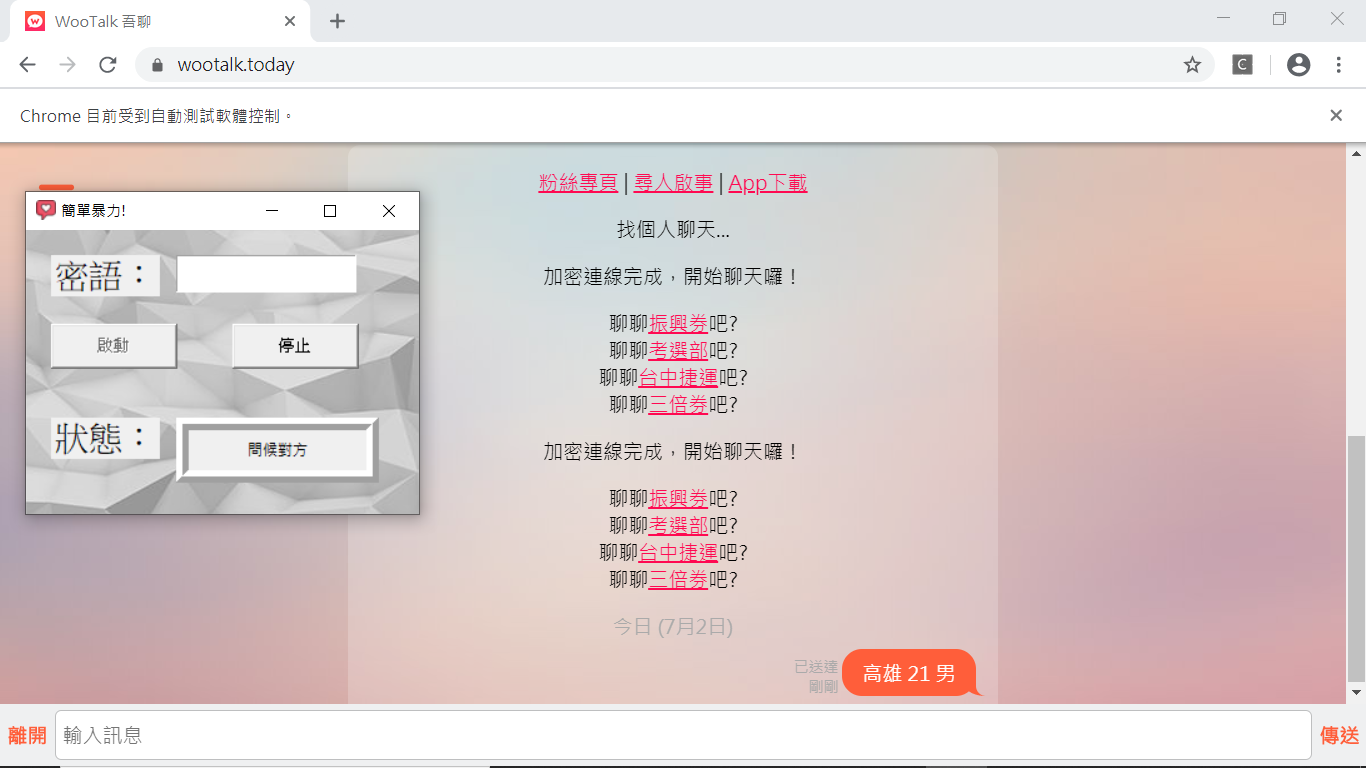 WooTalk 吾聊
wootalk.today
C
Chrome 目前受到自動測試軟體控制。
簡單暴力!
密語：
啟動
停止
狀態：
問候對方
粉絲專頁 | 尋人啟事 | App下載
找個人聊天...
加密連線完成，開始聊天囉！
聊聊振興券吧?
聊聊考選部吧?
聊聊台中捷運吧?
聊聊三倍券吧?
加密連線完成，開始聊天囉！
聊聊振興券吧?
聊聊考選部吧?
聊聊台中捷運吧?
聊聊三倍券吧?
今日 (7月2日)
已送達
剛剛
高雄 21 男
離開
輸入訊息
傳送